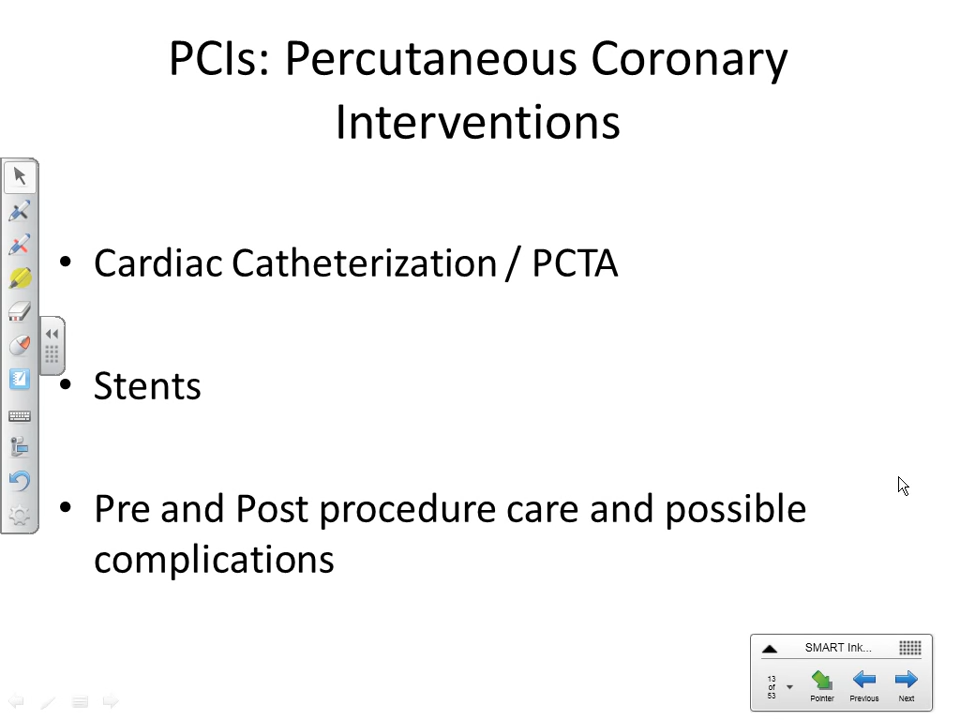 PCIs: Percutaneous Coronary
Interventions
• Cardiac Catheterization / PCTA
• Stents
• Pre and Post procedure care and possible
complications
SMART Ink...
13
of
53
Pointer
Previous
Next